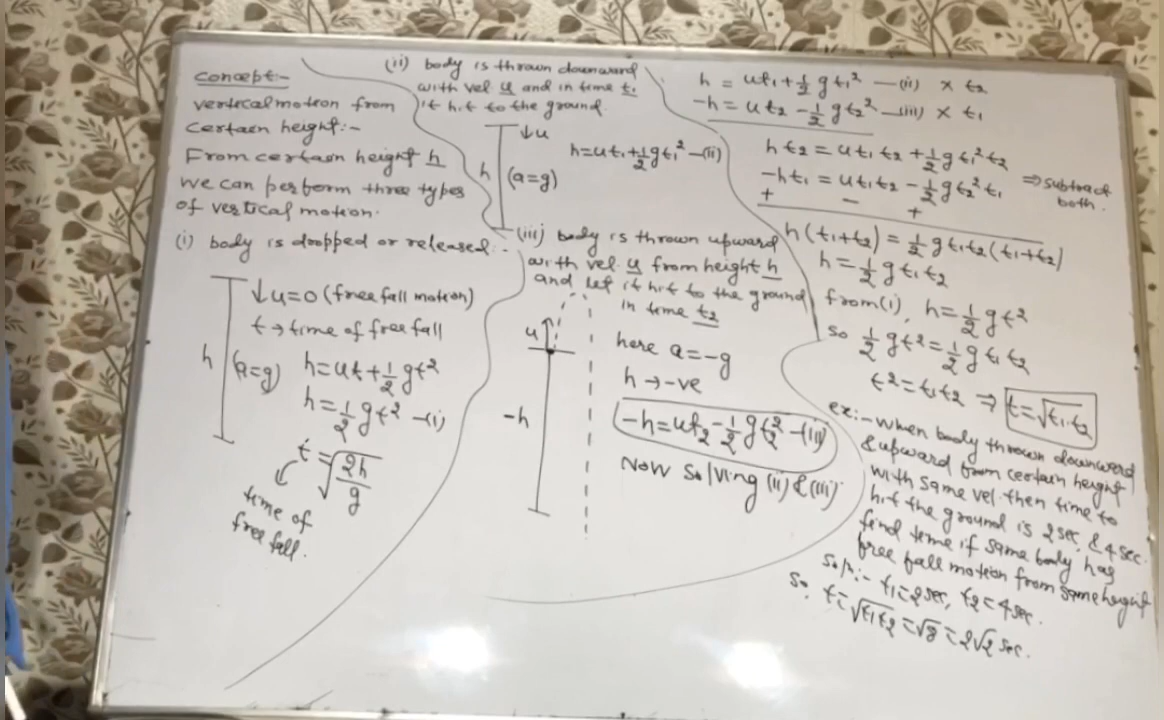 concept:-
vertical motion from
certain height:-
From certain height h
we can perform three types
of vertical motion.
(i) body is dropped or released:-
↓u=0 (free fall motion)
t → time of free fall
h
(a=g)
h=ut+½gt²
h=½gt² -(i)
t=√(2h/g)
time of
free fall.
(ii) body is thrown downward
with vel u and in time t₁
it hit to the ground.
↓u
h
(a=g)
h=ut₁+½gt₁² -(ii)
(iii) body is thrown upward
with vel. u from height h
and let it hit to the ground
in time t₂
u
-h
here a=-g
h→-ve
-h=ut₂-½gt₂² -(iii)
Now solving (ii) & (iii)
h = ut₁+½gt₁² —(ii) × t₂
-h = ut₂-½gt₂² —(iii) × t₁
ht₂=ut₁t₂+½gt₁²t₂
-ht₁=ut₁t₂-½gt₂²t₁
+ - +
⇒ subtract
both.
h(t₁+t₂)=½gt₁t₂(t₁+t₂)
h=½gt₁t₂
from(i), h=½gt²
so ½gt²=½gt₁t₂
t²=t₁t₂ ⇒ t=√t₁.t₂
ex:- When body thrown downward
& upward from certain height
with same vel. then time to
hit the ground is 2sec, & 4sec.
find time if same body has
free fall motion from same height
Soln:- t₁=2sec, t₂=4sec.
So, t=√t₁t₂=√8=2√2 sec.